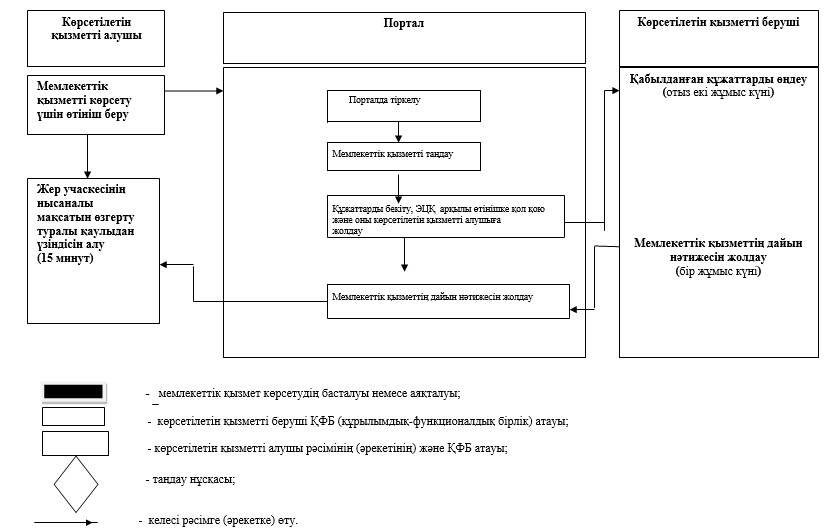 Көрсетілетін
қызметті алушы
Портал
Көрсетілетін қызметті беруші
Мемлекеттік
қызметті көрсету
үшін өтініш беру
Жер учаскесінің
нысаналы
мақсатын өзгерту
туралы қаулыдан
үзіндісін алу
(15 минут)
Порталда тіркелу
Мемлекеттік қызметті таңдау
Құжаттарды бекіту, ЭЦҚ арқылы өтінішке қол қою
және оны көрсетілетін қызметті алушыға
жолдау
Мемлекеттік қызметтің дайын нәтижесін жолдау
Қабылданған құжаттарды өңдеу
(отыз екі жұмыс күні)
Мемлекеттік қызметтің дайын
нәтижесін жолдау
(бір жұмыс күні)
- мемлекеттік қызмет көрсетудің басталуы немесе аяқталуы;
- көрсетілетін қызметті беруші ҚФБ (құрылымдық-функционалдық бірлік) атауы;
- көрсетілетін қызметті алушы рәсімінің (әрекетінің) және ҚФБ атауы;
- таңдау нұсқасы;
- келесі рәсімге (әрекетке) өту.